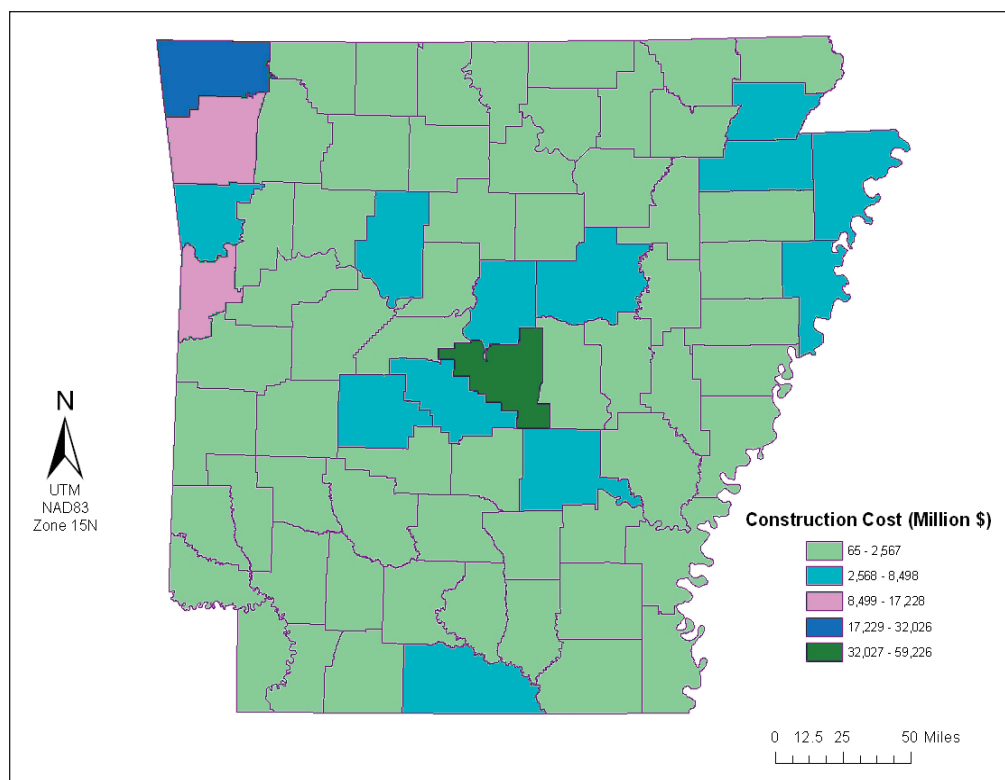 N
UTM
NAD83
Zone 15N
Construction Cost (Million $)
65 - 2,567
2,568 - 8,498
8,499 - 17,228
17,229 - 32,026
32,027 - 59,226
0 12.5 25 50 Miles